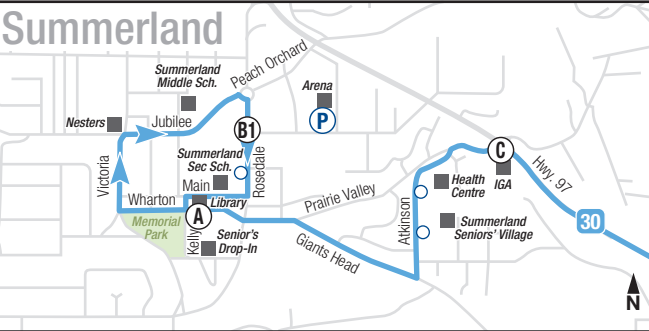 Summerland
Summerland
Middle Sch.
Peach Orchard
Arena
P
Nesters
Jubilee
B1
Summerland
Sec Sch.
Rosedale
Victoria
Main
Wharton
Library
A
Memorial
Park
Kelly
Senior's
Drop-In
Prairie Valley
Giants Head
Atkinson
C
IGA
Hwy. 97
Health
Centre
Summerland
Seniors' Village
30
N